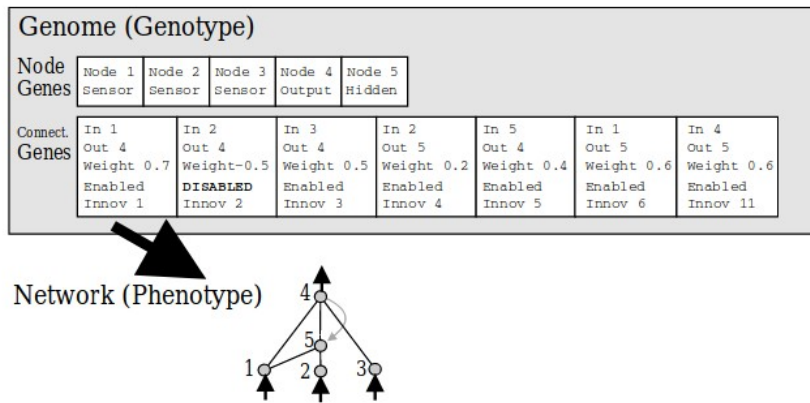 Genome (Genotype)
Node Genes
Node 1 Node 2 Node 3 Node 4 Node 5
Sensor Sensor Sensor Output Hidden
Connect. Genes
In 1 In 2 In 3 In 2 In 5 In 1 In 4
Out 4 Out 4 Out 4 Out 5 Out 4 Out 5 Out 5
Weight 0.7 Weight-0.5 Weight 0.5 Weight 0.2 Weight 0.4 Weight 0.6 Weight 0.6
Enabled DISABLED Enabled Enabled Enabled Enabled Enabled
Innov 1 Innov 2 Innov 3 Innov 4 Innov 5 Innov 6 Innov 11
Network (Phenotype)
4
5
1 2 3